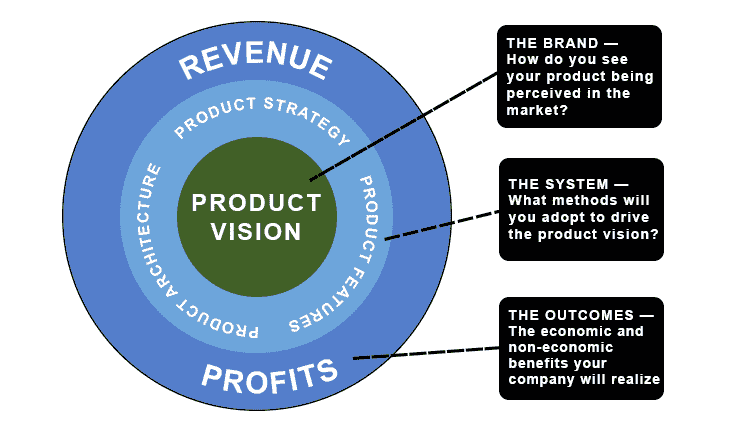 REVENUE
PRODUCT STRATEGY
PRODUCT ARCHITECTURE
PRODUCT FEATURES
PRODUCT
VISION
PROFITS
THE BRAND —
How do you see
your product being
perceived in the
market?
THE SYSTEM —
What methods will
you adopt to drive
the product vision?
THE OUTCOMES —
The economic and
non-economic
benefits your
company will realize